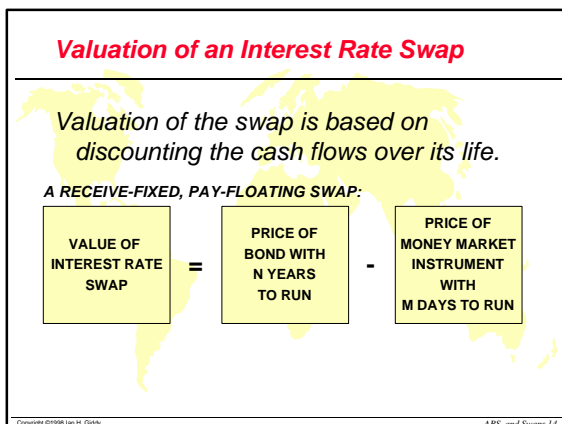 Valuation of an Interest Rate Swap
Valuation of the swap is based on
discounting the cash flows over its life.
A RECEIVE-FIXED, PAY-FLOATING SWAP:
VALUE OF
INTEREST RATE
SWAP
=
PRICE OF
BOND WITH
N YEARS
TO RUN
-
PRICE OF
MONEY MARKET
INSTRUMENT
WITH
M DAYS TO RUN
Copyright ©1998 Ian H. Giddy
ABS and Swaps 14